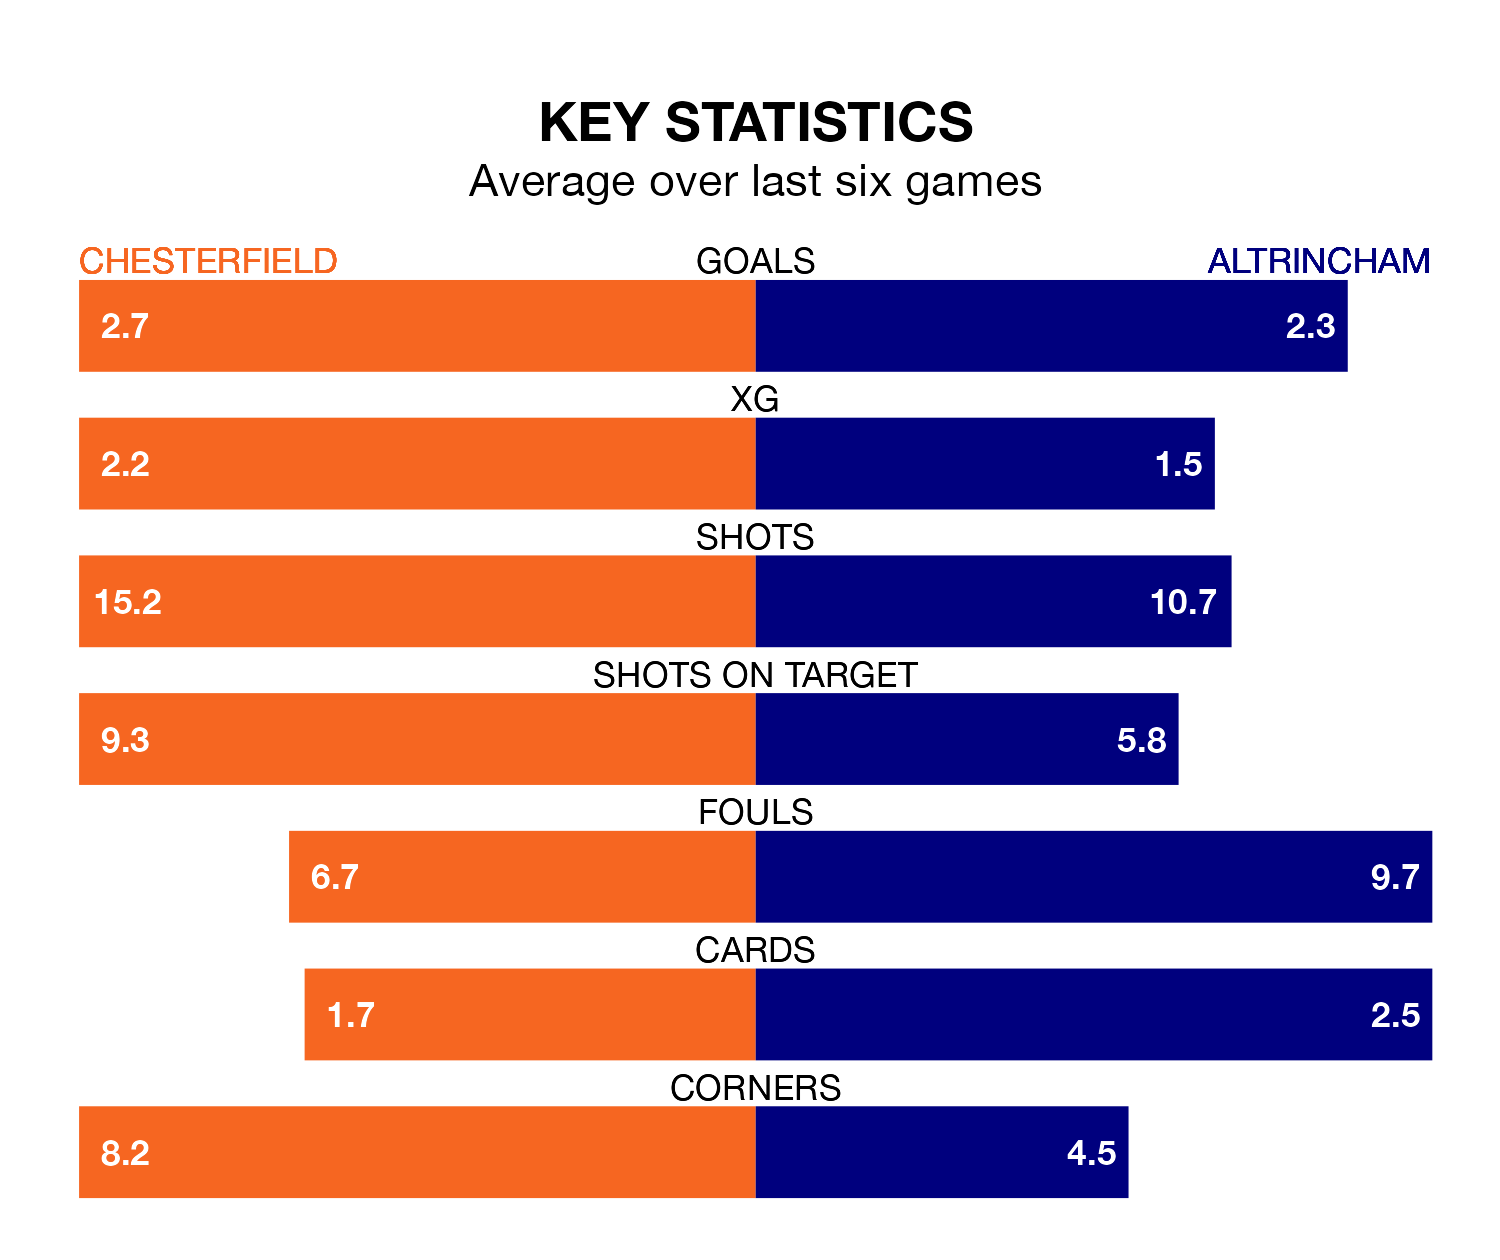 KEY STATISTICS
Average over last six games
CHESTERFIELD GOALS ALTRINCHAM
2.7 2.3
XG
2.2 1.5
SHOTS
15.2 10.7
SHOTS ON TARGET
9.3 5.8
FOULS
6.7 9.7
CARDS
1.7 2.5
CORNERS
8.2 4.5